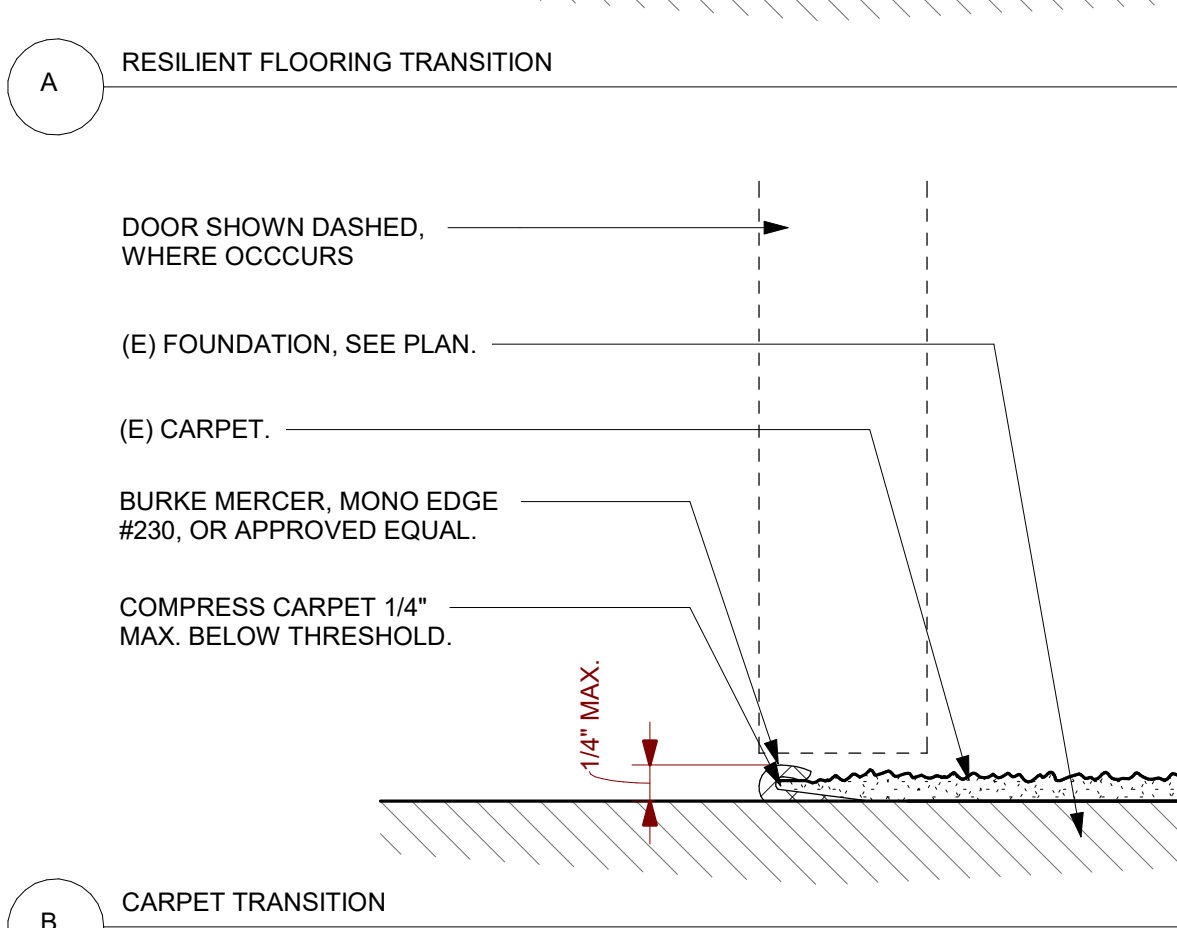 A
RESILIENT FLOORING TRANSITION
DOOR SHOWN DASHED,
WHERE OCCCURS
(E) FOUNDATION, SEE PLAN.
(E) CARPET.
BURKE MERCER, MONO EDGE
#230, OR APPROVED EQUAL.
COMPRESS CARPET 1/4"
MAX. BELOW THRESHOLD.
1/4" MAX.
B
CARPET TRANSITION